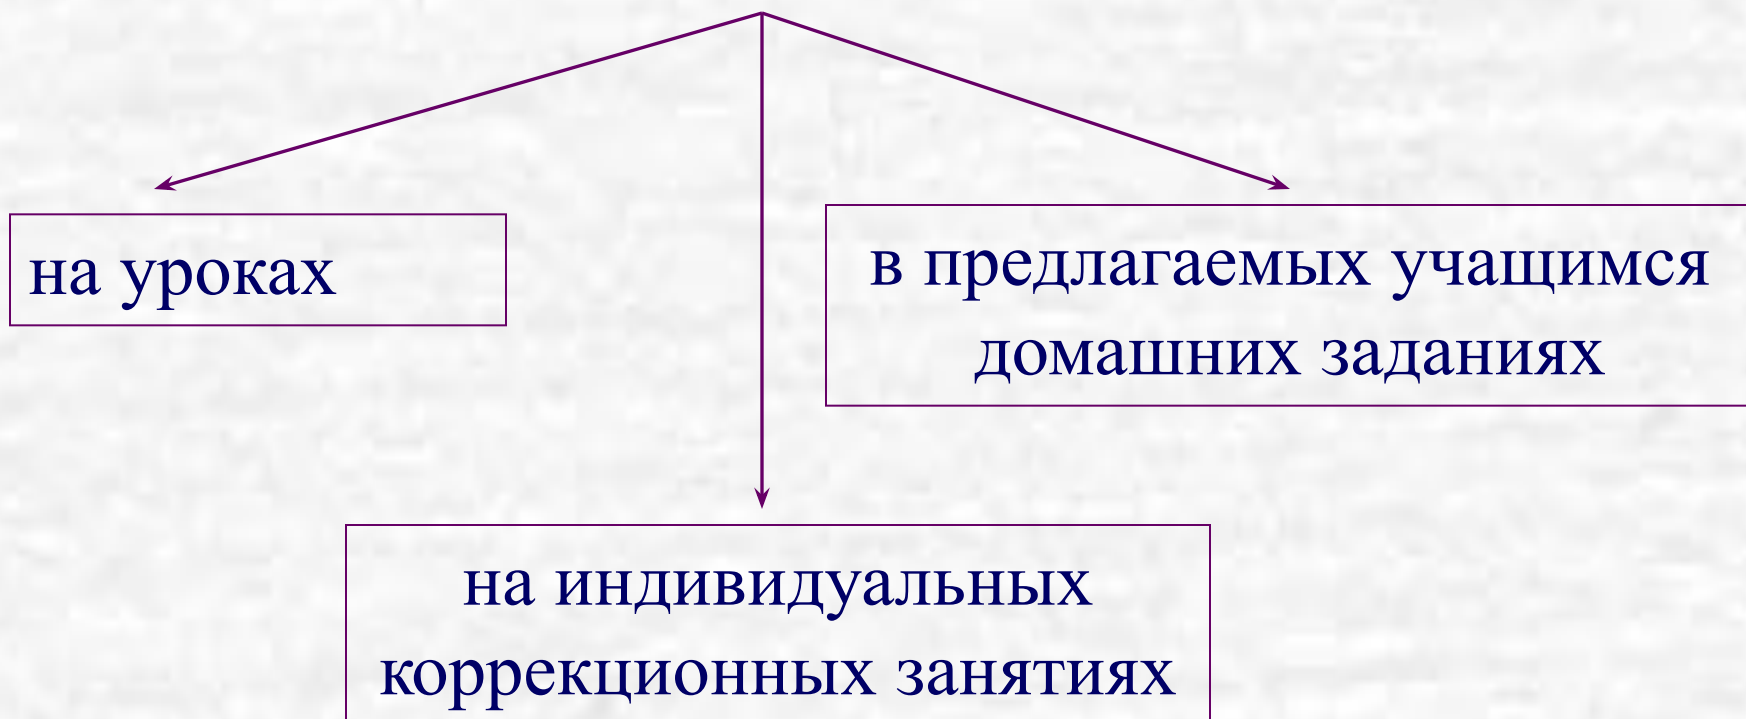 на уроках
в предлагаемых учащимся
домашних заданиях
на индивидуальных
коррекционных занятиях